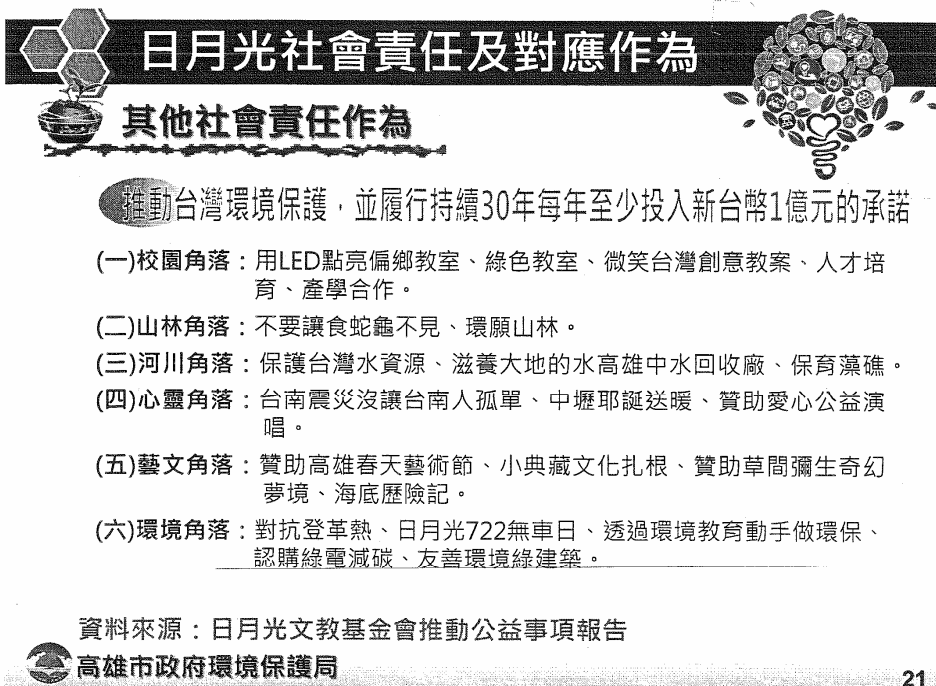 日月光社會責任及對應作為
其他社會責任作為
推動台灣環境保護，並履行持續30年每年至少投入新台幣1億元的承諾
(一)校園角落：用LED點亮偏鄉教室、綠色教室、微笑台灣創意教案、人才培
育、產學合作。
(二)山林角落：不要讓食蛇龜不見、環願山林。
(三)河川角落：保護台灣水資源、滋養大地的水高雄中水回收廠、保育藻礁。
(四)心靈角落：台南震災沒讓台南人孤單、中壢耶誕送暖、贊助愛心公益演
唱。
(五)藝文角落：贊助高雄春天藝術節、小典藏文化扎根、贊助草間彌生奇幻
夢境、海底歷險記。
(六)環境角落：對抗登革熱、日月光722無車日、透過環境教育動手做環保、
認購綠電減碳、友善環境綠建築。
資料來源：日月光文教基金會推動公益事項報告
高雄市政府環境保護局
21